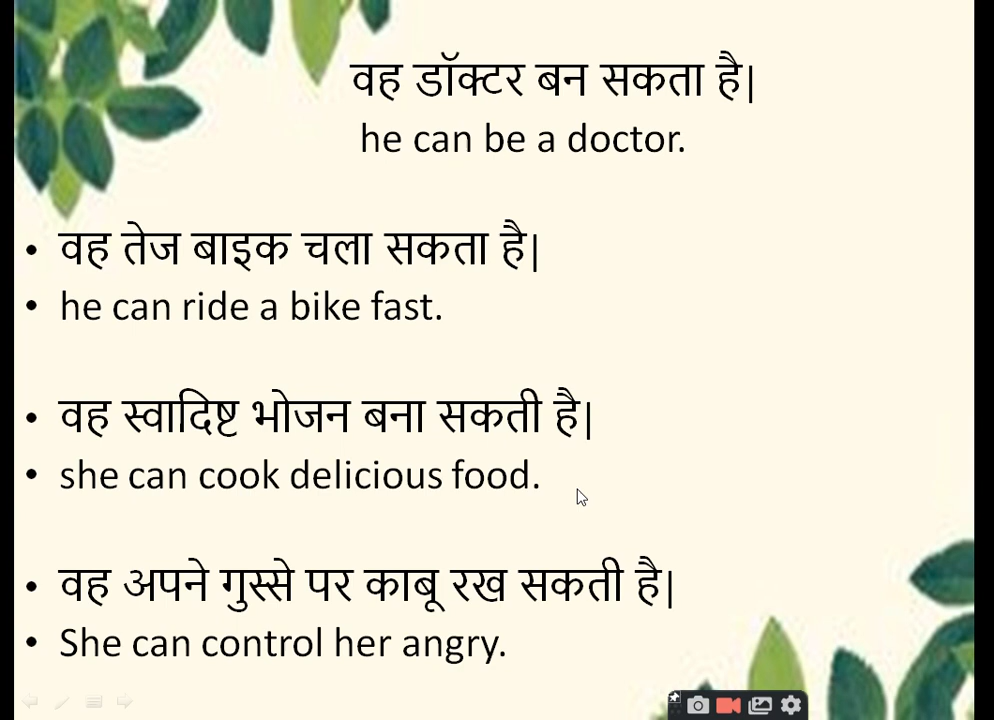 वह डॉक्टर बन सकता है|
he can be a doctor.
• वह तेज बाइक चला सकता है|
• he can ride a bike fast.
• वह स्वादिष्ट भोजन बना सकती है|
• she can cook delicious food.
• वह अपने गुस्से पर काबू रख सकती है|
• She can control her angry.